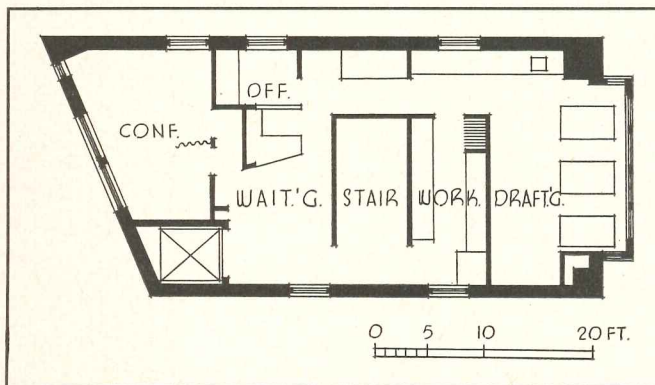 OFF.
CONF.
WAIT.'G. STAIR WORK. DRAFT'G.
0 5 10 20 FT.